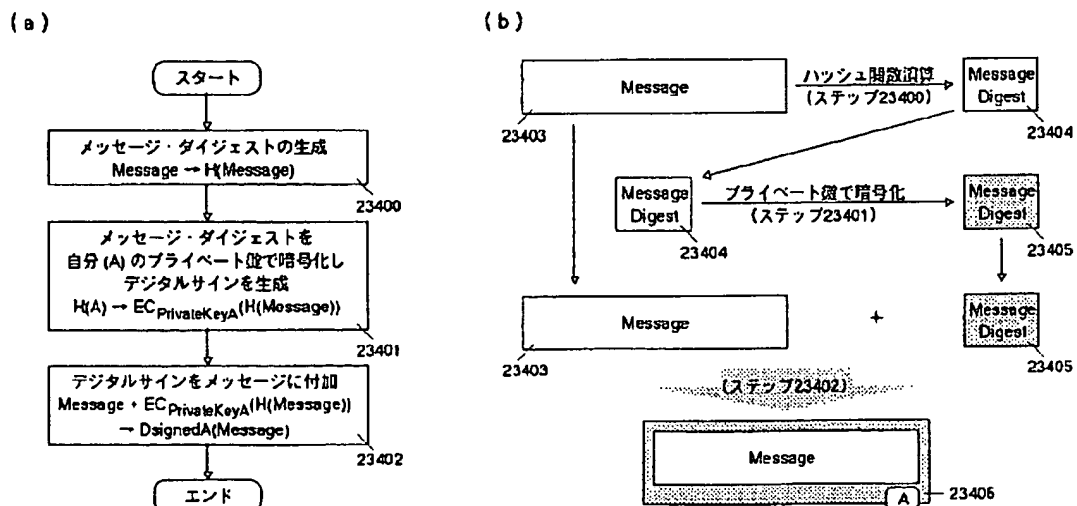 (a)
スタート
メッセージ・ダイジェストの生成
Message → H(Message)
23400
メッセージ・ダイジェストを
自分(A)のプライベート鍵で暗号化し
デジタルサインを生成
H(A) → EC_PrivateKeyA(H(Message))
23401
デジタルサインをメッセージに付加
Message + EC_PrivateKeyA(H(Message))
→ DsignedA(Message)
23402
エンド
(b)
Message
23403
ハッシュ関数演算
(ステップ23400)
Message
Digest
23404
Message
Digest
23404
プライベート鍵で暗号化
(ステップ23401)
Message
Digest
23405
Message
23403
+
Message
Digest
23405
(ステップ23402)
Message
A
23406